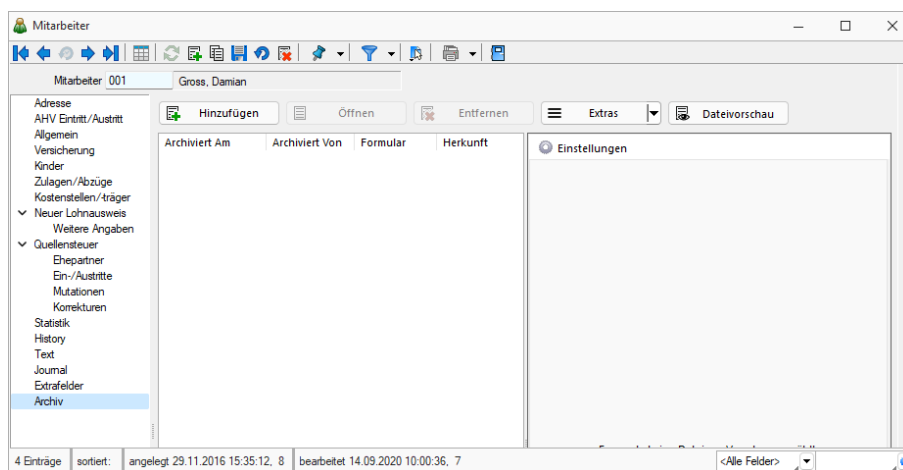 Mitarbeiter
Mitarbeiter 001 Gross, Damian
Adresse
AHV Eintritt/Austritt
Allgemein
Versicherung
Kinder
Zulagen/Abzüge
Kostenstellen/-träger
Neuer Lohnausweis
Weitere Angaben
Quellensteuer
Ehepartner
Ein-/Austritte
Mutationen
Korrekturen
Statistik
History
Text
Journal
Extrafelder
Archiv
Hinzufügen Öffnen Entfernen Extras Dateivorschau
Archiviert Am Archiviert Von Formular Herkunft
Einstellungen
4 Einträge sortiert: angelegt 29.11.2016 15:35:12, 8 bearbeitet 14.09.2020 10:00:36, 7 <Alle Felder>